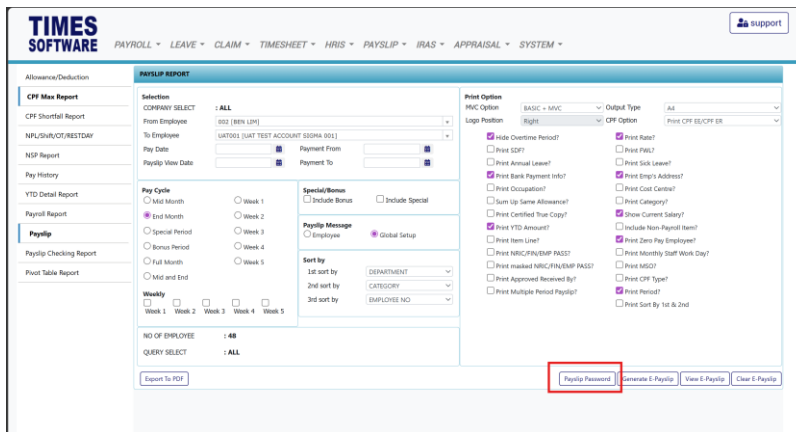 TIMES
SOFTWARE
support
PAYROLL LEAVE CLAIM TIMESHEET HRIS PAYSLIP IRAS APPRAISAL SYSTEM
Allowance/Deduction
CPF Max Report
CPF Shortfall Report
NPL/Shift/OT/RESTDAY
NSP Report
Pay History
YTD Detail Report
Payroll Report
Payslip
Payslip Checking Report
Pivot Table Report
PAYSLIP REPORT
Selection
COMPANY SELECT : ALL
From Employee 002 [BEN LIM]
To Employee UAT001 [UAT TEST ACCOUNT SIGMA 001]
Pay Date Payment From
Payslip View Date Payment To
Pay Cycle
Mid Month Week 1
End Month Week 2
Special Period Week 3
Bonus Period Week 4
Full Month Week 5
Mid and End
Weekly
Week 1 Week 2 Week 3 Week 4 Week 5
Special/Bonus
Include Bonus Include Special
Payslip Message
Employee Global Setup
Sort by
1st sort by DEPARTMENT
2nd sort by CATEGORY
3rd sort by EMPLOYEE NO
NO OF EMPLOYEE : 48
QUERY SELECT : ALL
Print Option
MVC Option BASIC + MVC Output Type A4
Logo Position Right CPF Option Print CPF EE/CPF ER
Hide Overtime Period? Print Rate?
Print SDF? Print FWL?
Print Annual Leave? Print Sick Leave?
Print Bank Payment Info? Print Emp's Address?
Print Occupation? Print Cost Centre?
Sum Up Same Allowance? Print Category?
Print Certified True Copy? Show Current Salary?
Print YTD Amount? Include Non-Payroll Item?
Print Item Line? Print Zero Pay Employee?
Print NRIC/FIN/EMP PASS? Print Monthly Staff Work Day?
Print masked NRIC/FIN/EMP PASS? Print MSO?
Print Approved Received By? Print CPF Type?
Print Multiple Period Payslip? Print Period?
Print Sort By 1st & 2nd
Export To PDF Payslip Password Generate E-Payslip View E-Payslip Clear E-Payslip